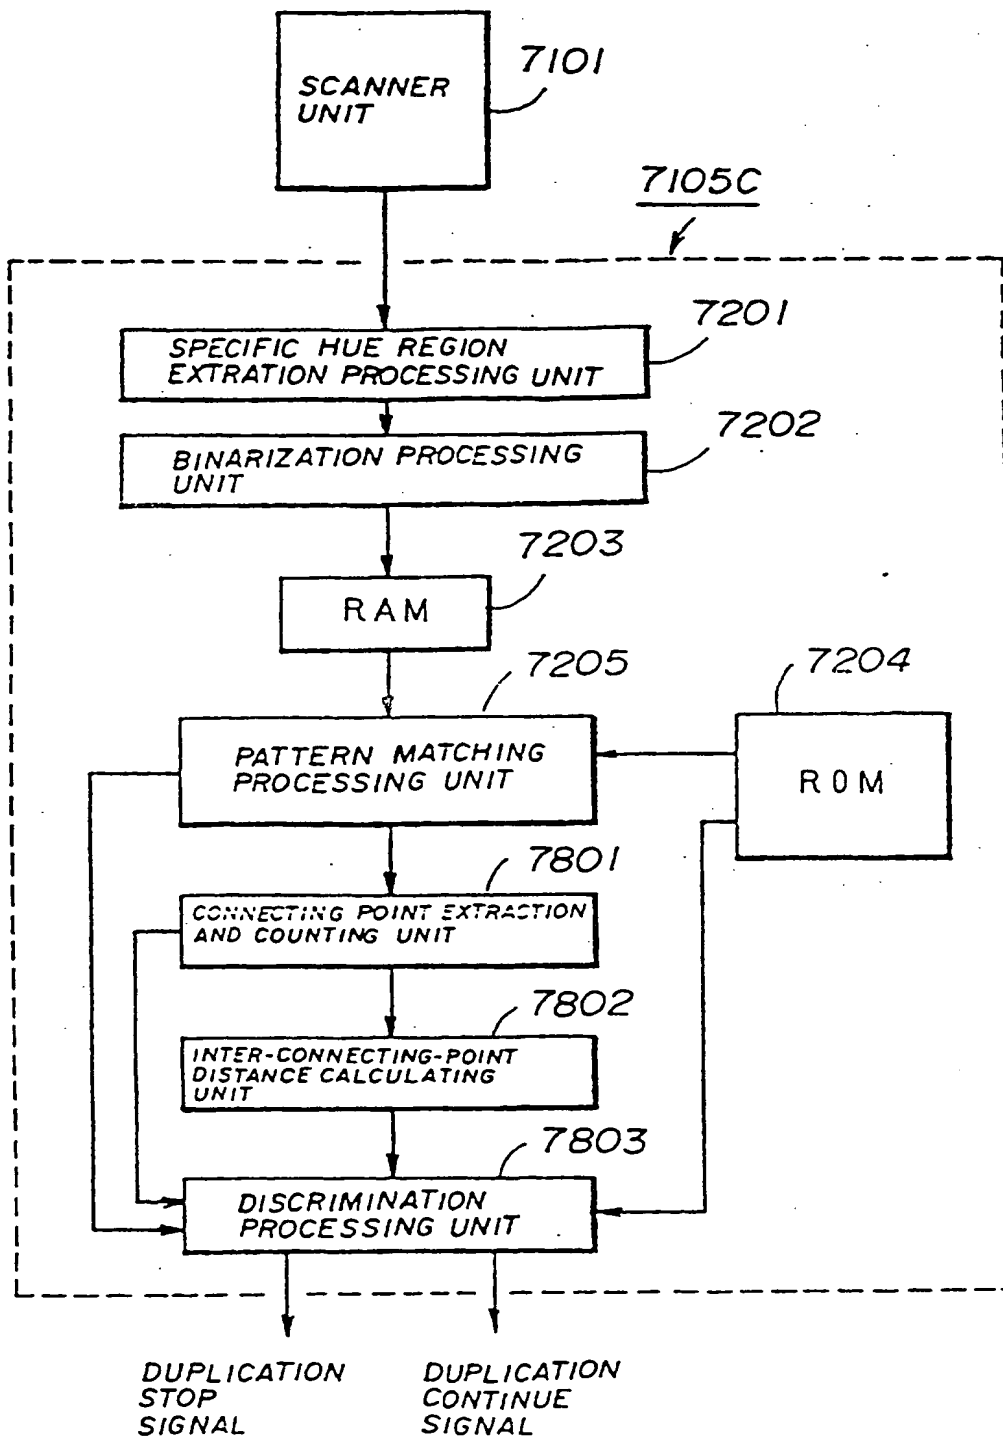 7101
SCANNER
UNIT
7105C
7201
SPECIFIC HUE REGION
EXTRATION PROCESSING UNIT
7202
BINARIZATION PROCESSING
UNIT
7203
RAM
7205
7204
PATTERN MATCHING
PROCESSING UNIT
ROM
7801
CONNECTING POINT EXTRACTION
AND COUNTING UNIT
7802
INTER-CONNECTING-POINT
DISTANCE CALCULATING
UNIT
7803
DISCRIMINATION
PROCESSING UNIT
DUPLICATION
STOP
SIGNAL
DUPLICATION
CONTINUE
SIGNAL